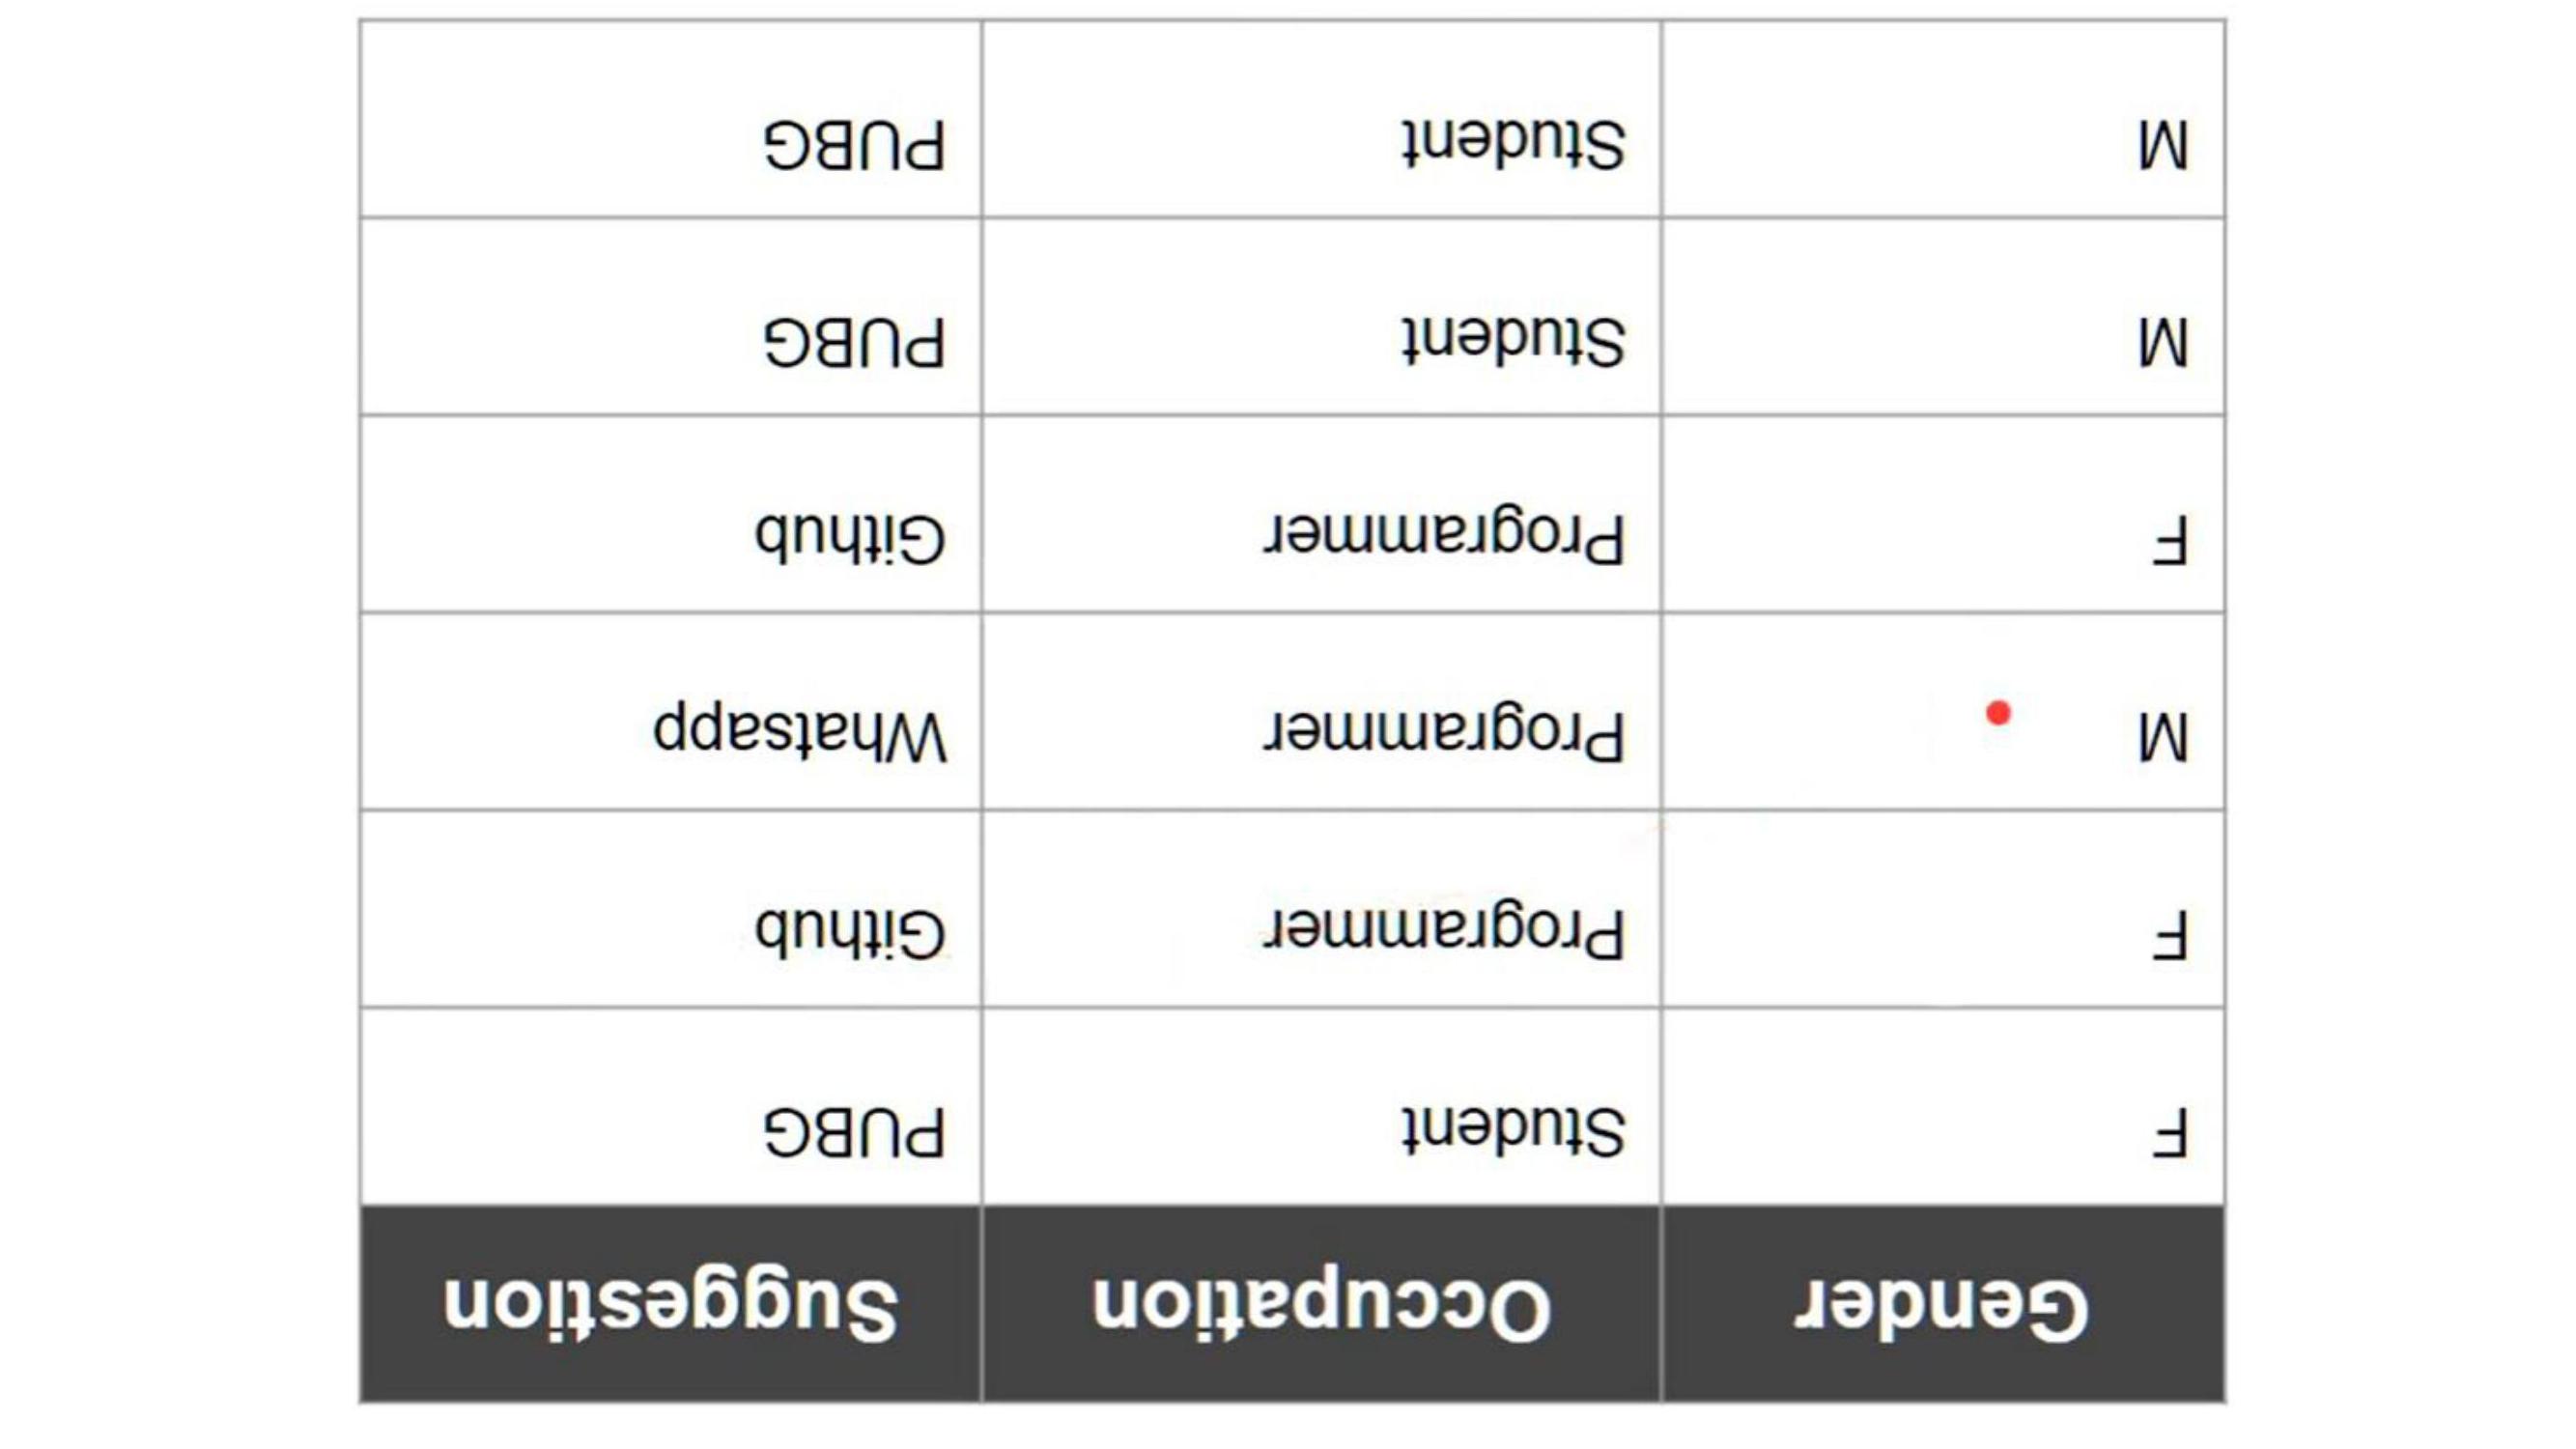 Gender Occupation Suggestion
F Student PUBG
F Programmer Github
M Programmer Whatsapp
F Programmer Github
M Student PUBG
M Student PUBG